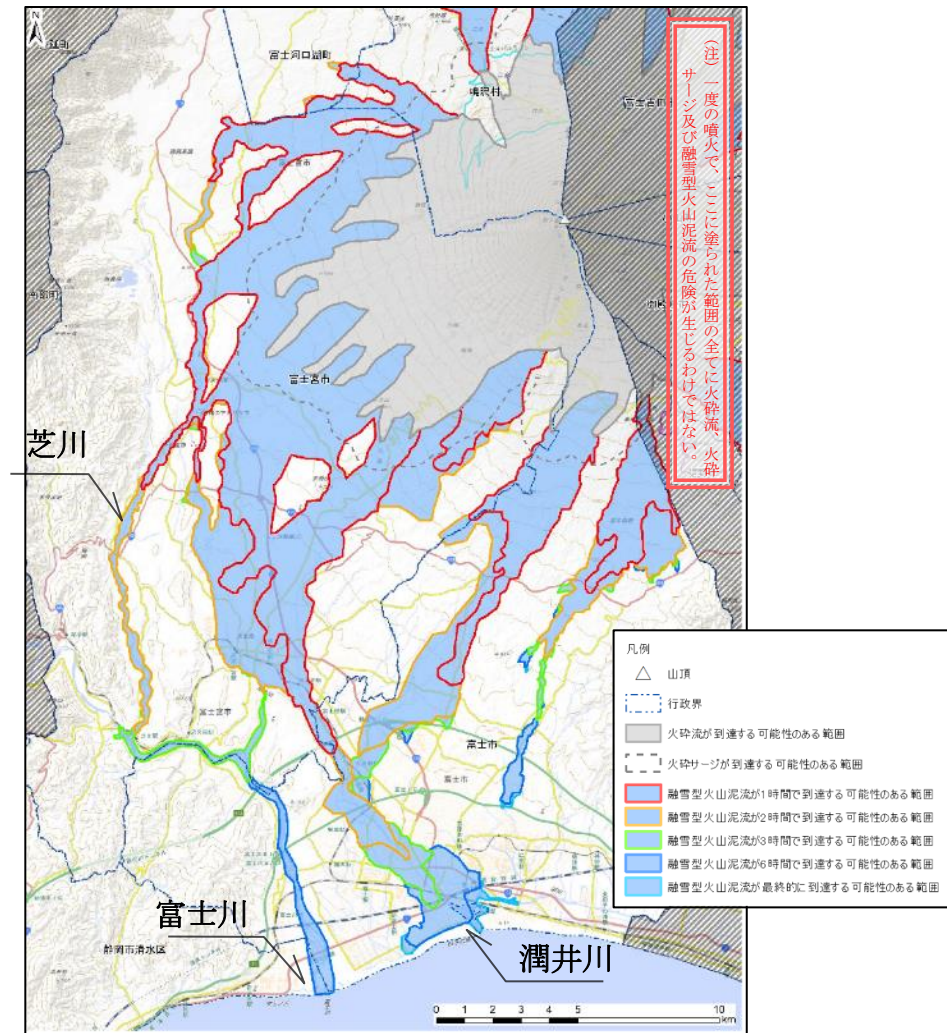 N
富士河口湖町
鳴沢村
(注)一度の噴火で、ここに塗られた範囲の全てに火砕流、火砕
サージ及び融雪型火山泥流の危険が生じるわけではない。
富士宮市
富士宮市
芝川
富士宮市
富士市
富士市
富士川
静岡市清水区
潤井川
0 1 2 4 6 8 10
km
凡例
山頂
行政界
火砕流が到達する可能性のある範囲
火砕サージが到達する可能性のある範囲
融雪型火山泥流が1時間で到達する可能性のある範囲
融雪型火山泥流が2時間で到達する可能性のある範囲
融雪型火山泥流が3時間で到達する可能性のある範囲
融雪型火山泥流が6時間で到達する可能性のある範囲
融雪型火山泥流が最終的に到達する可能性のある範囲